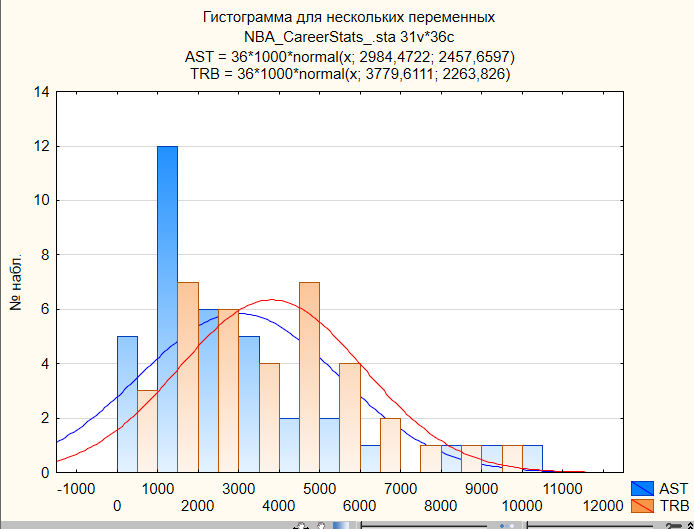 Гистограмма для нескольких переменных
NBA_CareerStats_.sta 31v*36c
AST = 36*1000*normal(x; 2984,4722; 2457,6597)
TRB = 36*1000*normal(x; 3779,6111; 2263,826)
14
12
10
8
6
4
2
0
№ набл.
-1000 1000 3000 5000 7000 9000 11000
0 2000 4000 6000 8000 10000 12000
AST
TRB